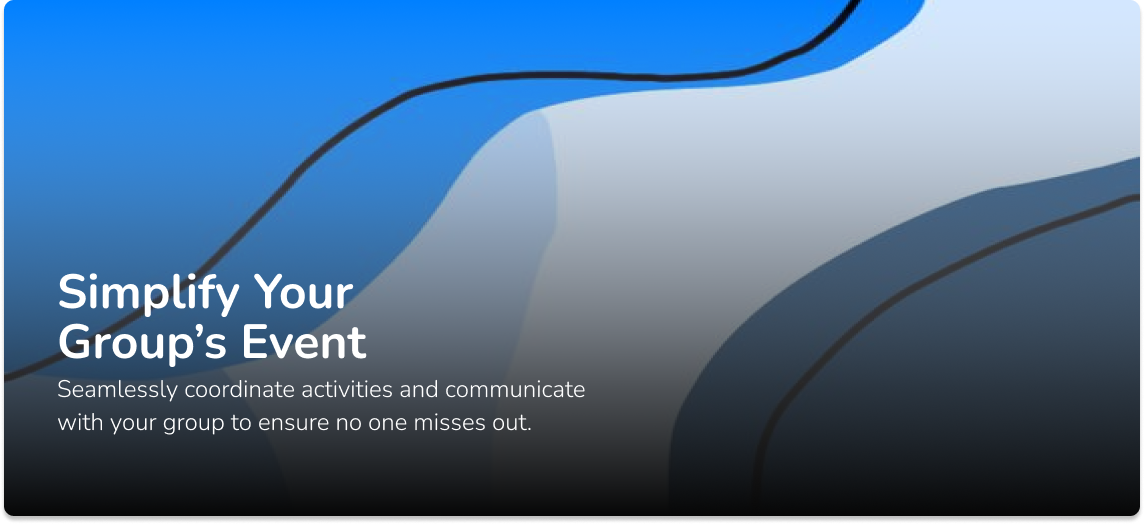 Simplify Your
Group’s Event
Seamlessly coordinate activities and communicate
with your group to ensure no one misses out.